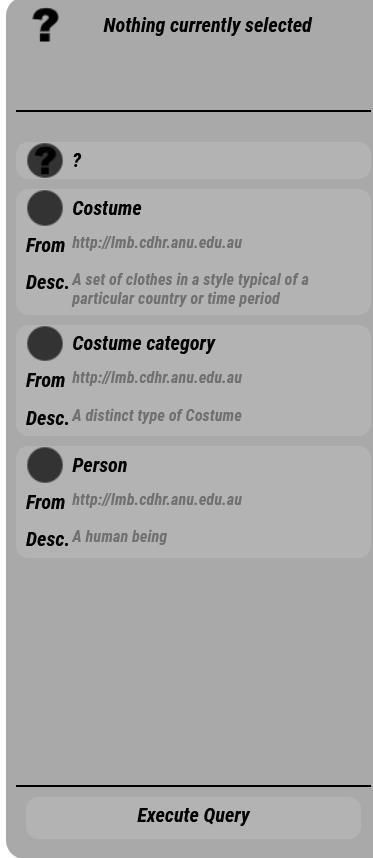 ? Nothing currently selected
? ?
Costume
From http://lmb.cdhr.anu.edu.au
Desc. A set of clothes in a style typical of a
particular country or time period
Costume category
From http://lmb.cdhr.anu.edu.au
Desc. A distinct type of Costume
Person
From http://lmb.cdhr.anu.edu.au
Desc. A human being
Execute Query